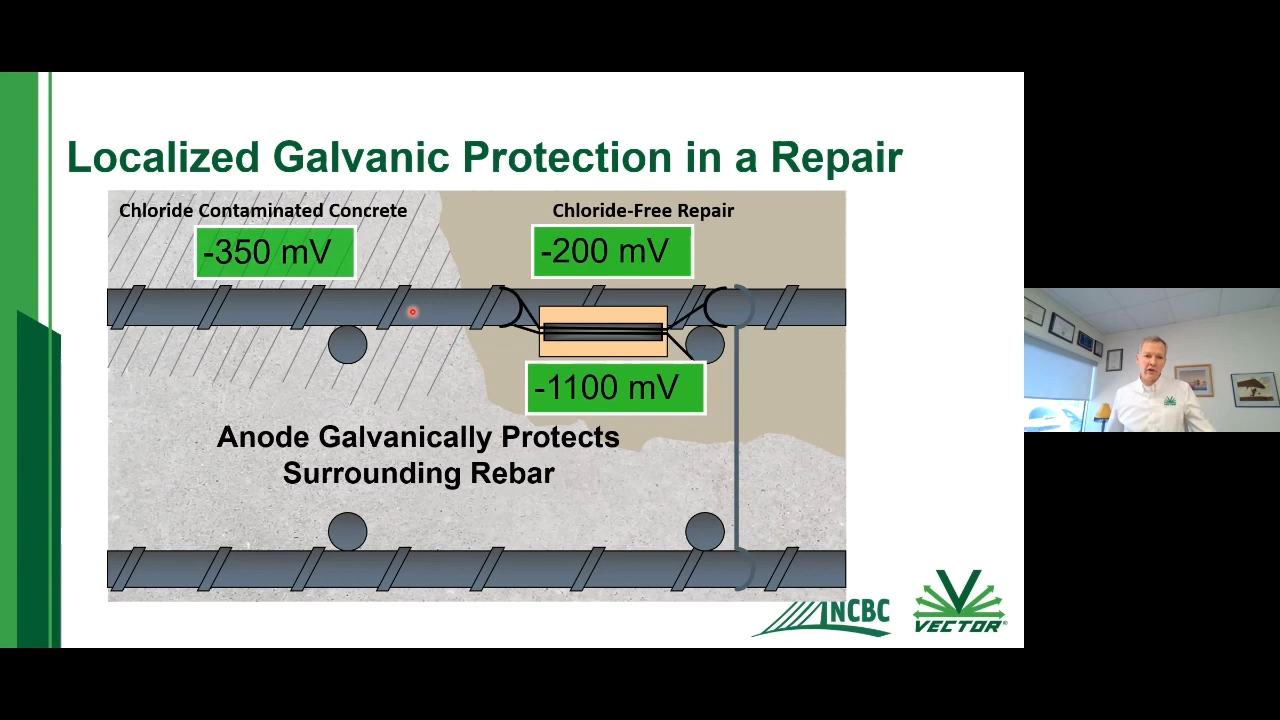 Localized Galvanic Protection in a Repair
Chloride Contaminated Concrete
Chloride-Free Repair
-350 mV
-200 mV
-1100 mV
Anode Galvanically Protects
Surrounding Rebar
NCBC
VECTOR